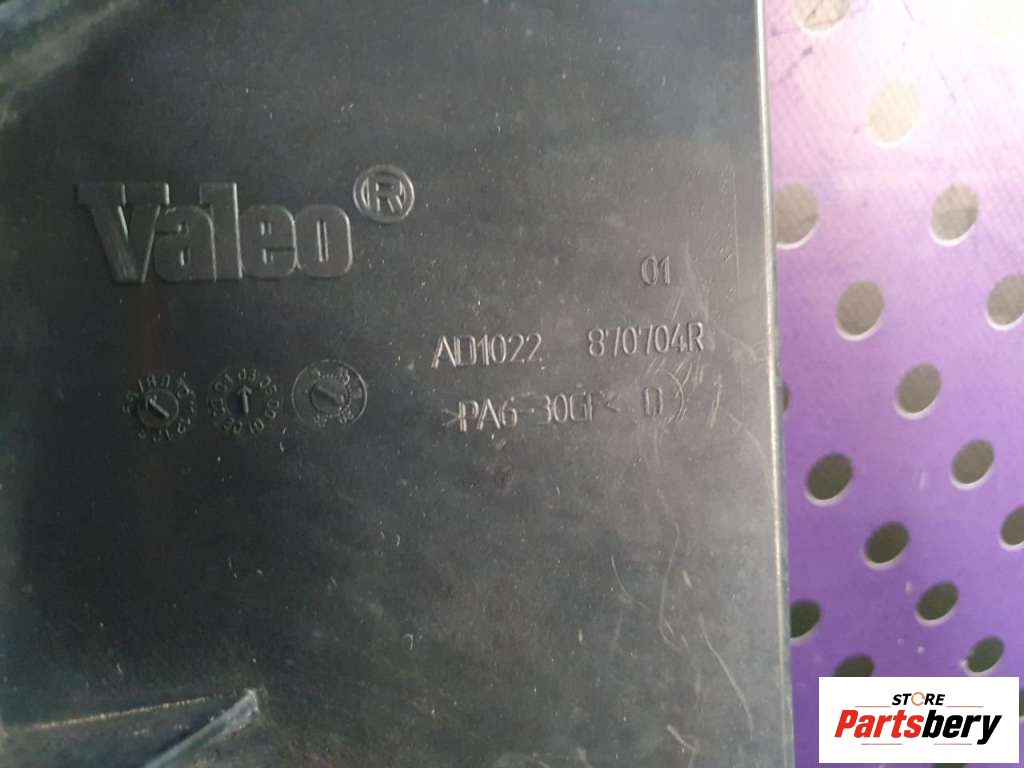 Valeo®
01
AD1022 870704R
>PA6-30GF< D
STORE
Partsbery